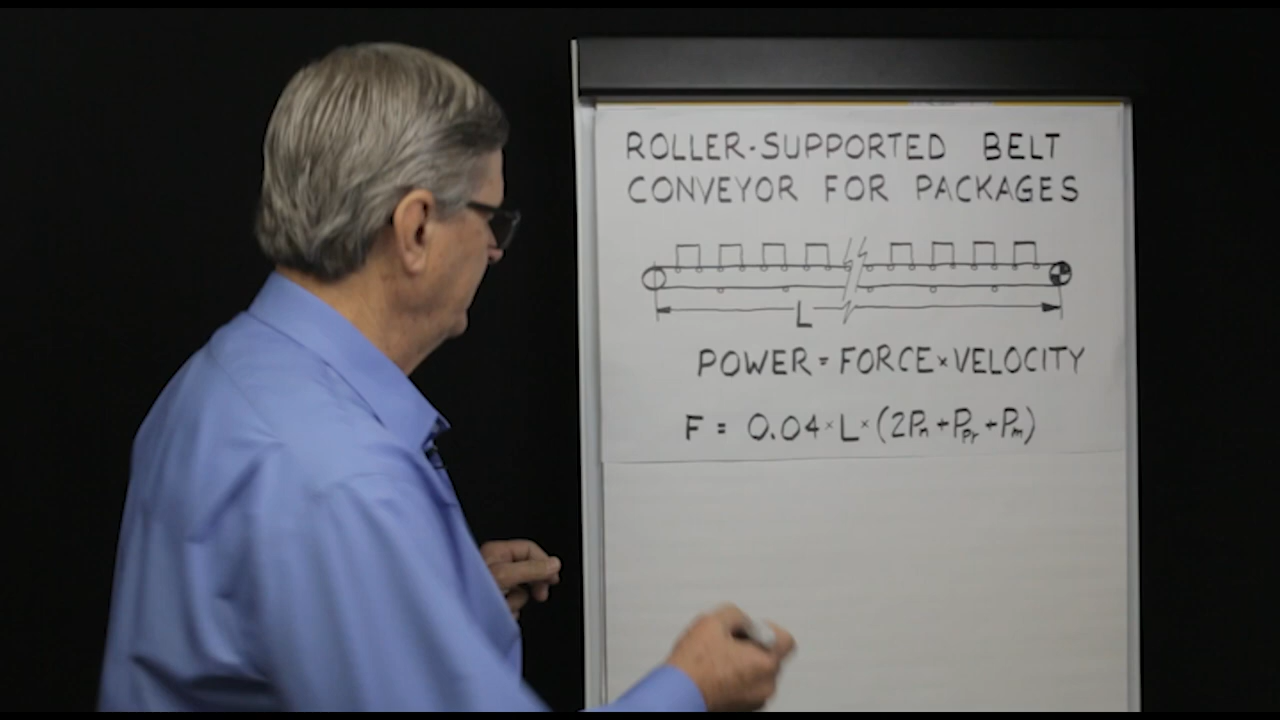 ROLLER-SUPPORTED BELT
CONVEYOR FOR PACKAGES
L
POWER = FORCE × VELOCITY
F = 0.04 × L × (2Pn + Ppr + Pm)